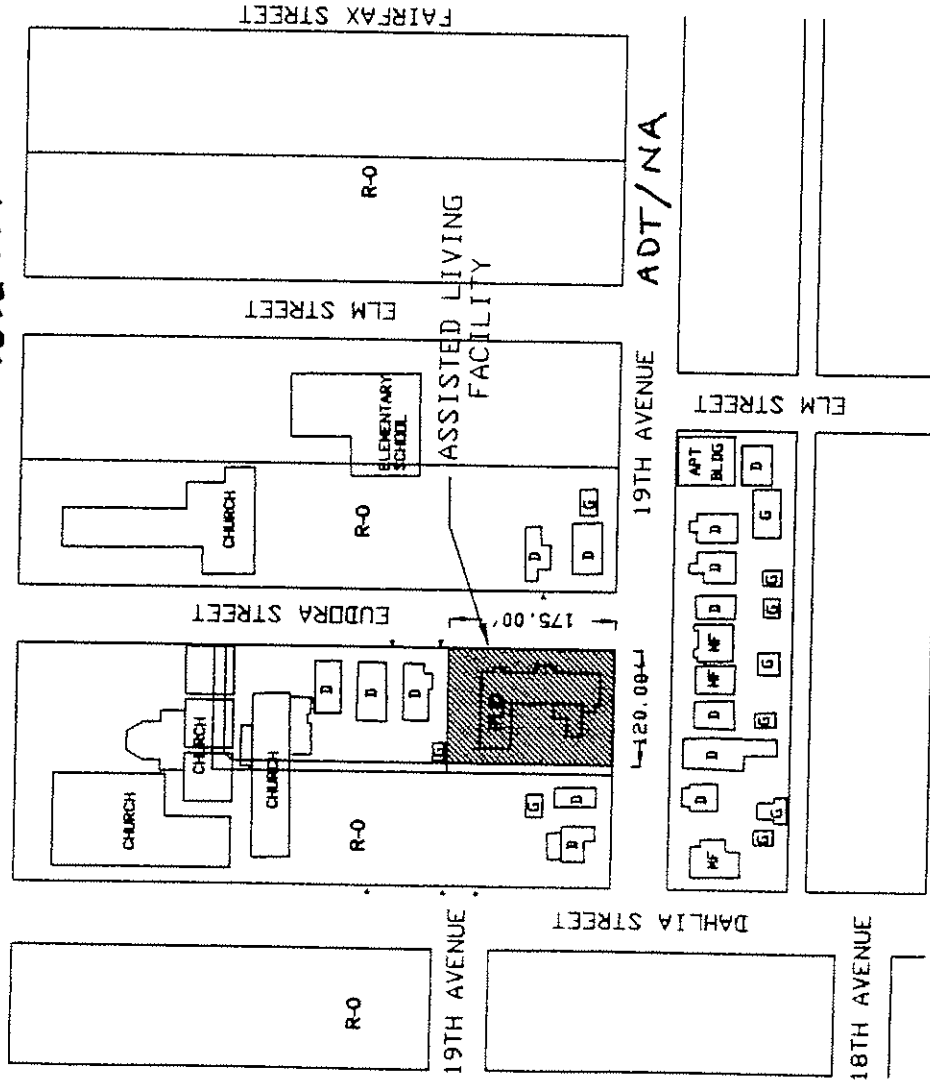 FAIRFAX STREET
R-O
ADT/NA
ASSISTED LIVING
FACILITY
ELM STREET
ELEMENTARY
SCHOOL
CHURCH
R-O
D
D
G
19TH AVENUE
ELM STREET
APT
BLDG
D
D
G
D
G
D
G
MF
MF
G
D
G
D
D
G
G
MF
EUDORA STREET
175.00'
120.00'
PUD
D
D
D
G
CHURCH
CHURCH
CHURCH
R-O
G
D
D
DAHLIA STREET
R-O
19TH AVENUE
18TH AVENUE